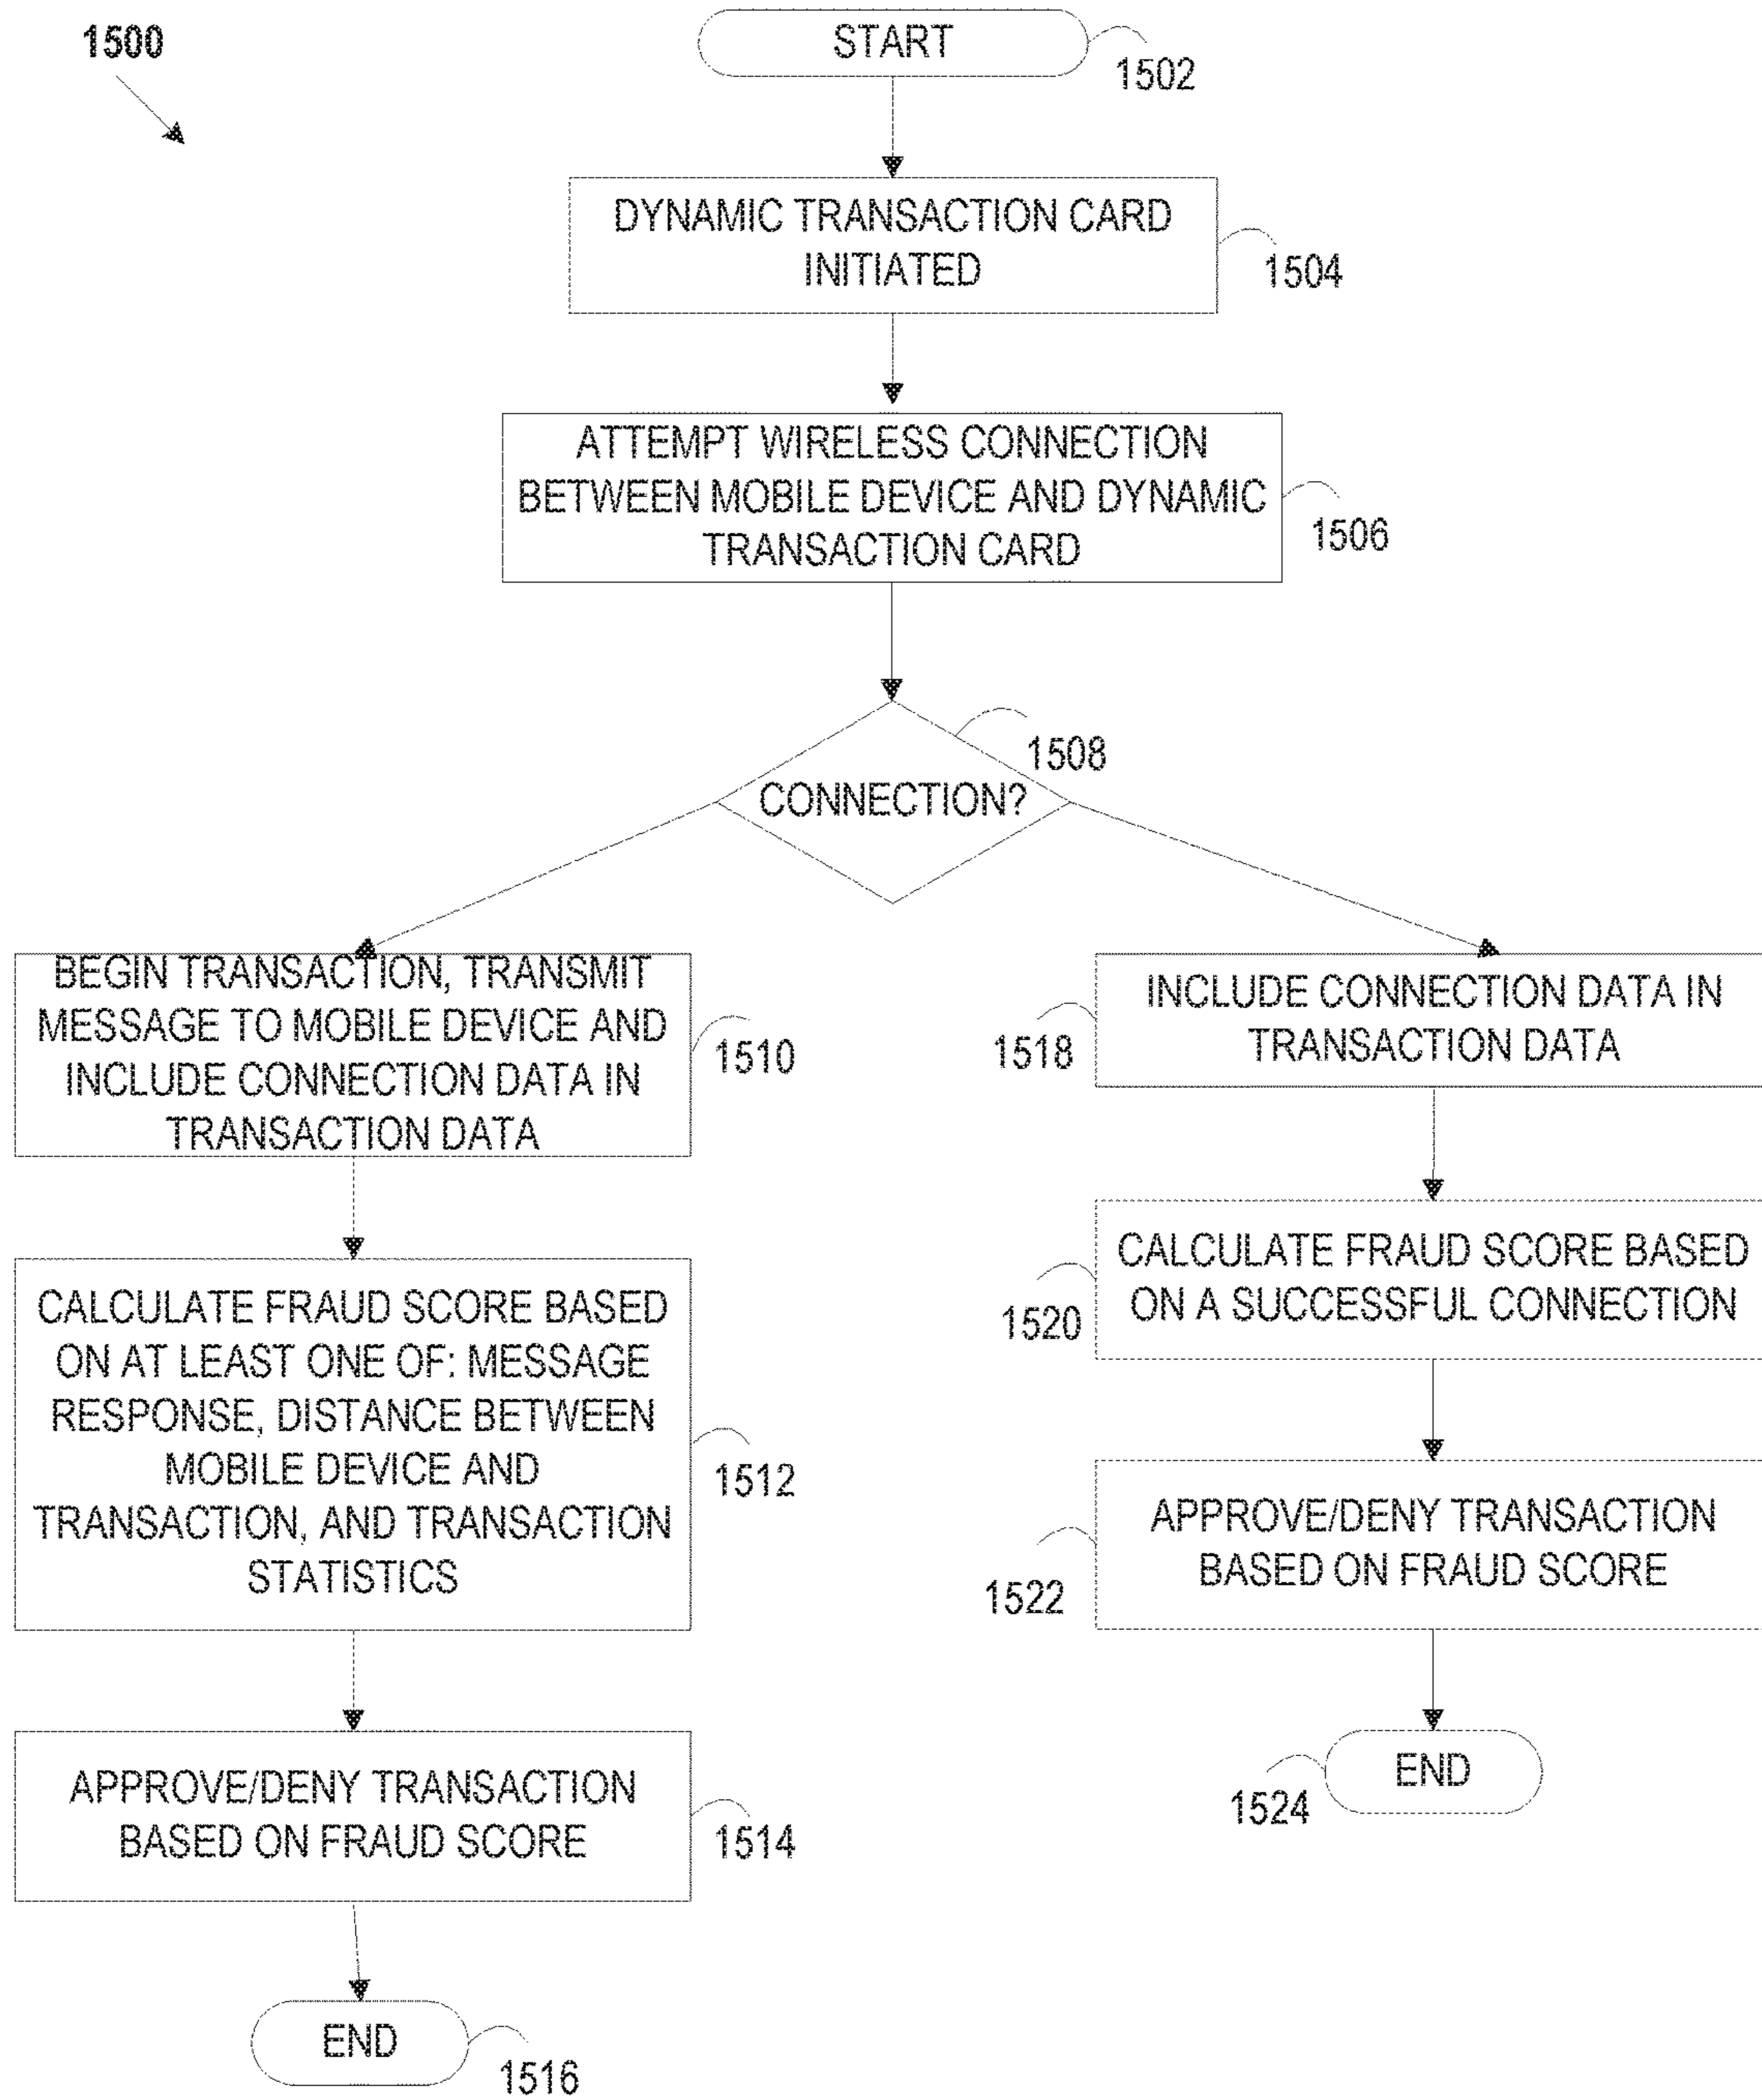 1500
START
1502
DYNAMIC TRANSACTION CARD
INITIATED
1504
ATTEMPT WIRELESS CONNECTION
BETWEEN MOBILE DEVICE AND DYNAMIC
TRANSACTION CARD
1506
1508
CONNECTION?
BEGIN TRANSACTION, TRANSMIT
MESSAGE TO MOBILE DEVICE AND
INCLUDE CONNECTION DATA IN
TRANSACTION DATA
1510
CALCULATE FRAUD SCORE BASED
ON AT LEAST ONE OF: MESSAGE
RESPONSE, DISTANCE BETWEEN
MOBILE DEVICE AND
TRANSACTION, AND TRANSACTION
STATISTICS
1512
APPROVE/DENY TRANSACTION
BASED ON FRAUD SCORE
1514
END
1516
INCLUDE CONNECTION DATA IN
TRANSACTION DATA
1518
CALCULATE FRAUD SCORE BASED
ON A SUCCESSFUL CONNECTION
1520
APPROVE/DENY TRANSACTION
BASED ON FRAUD SCORE
1522
END
1524